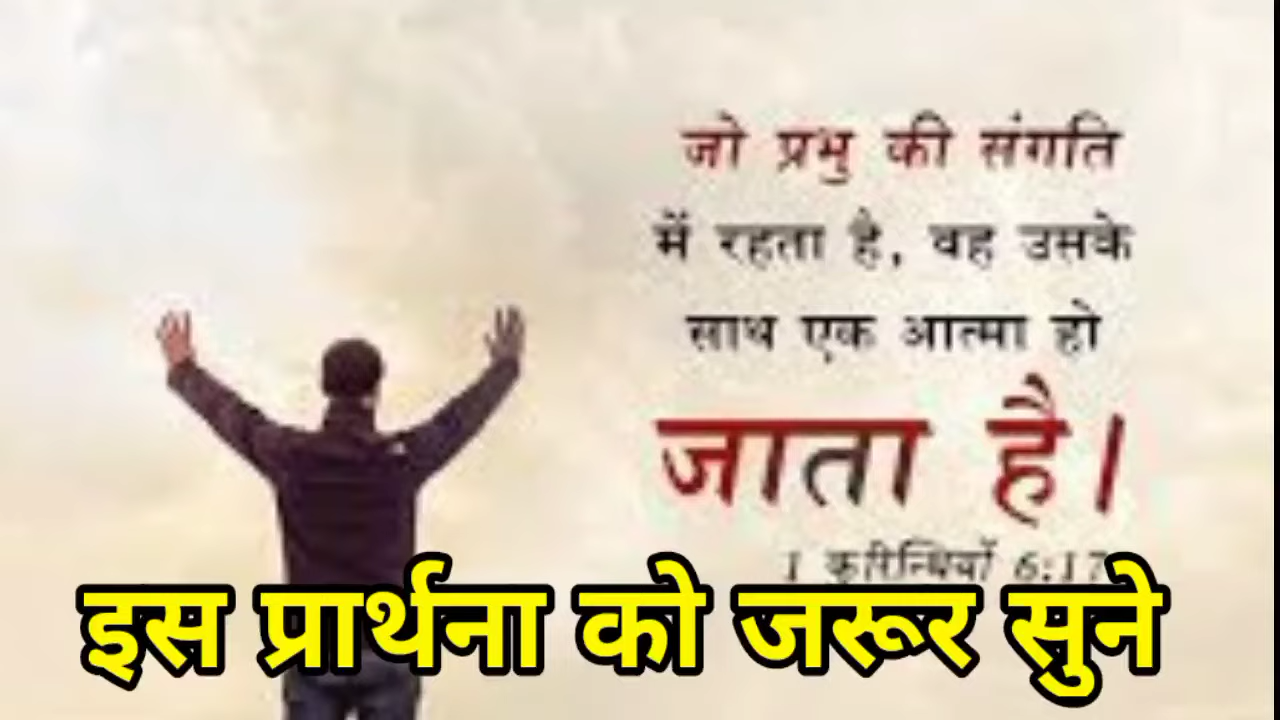 जो प्रभु की संगति
में रहता है, वह उसके
साथ एक आत्मा हो
जाता है।
1 कुरिन्थियों 6:17
इस प्रार्थना को जरूर सुने